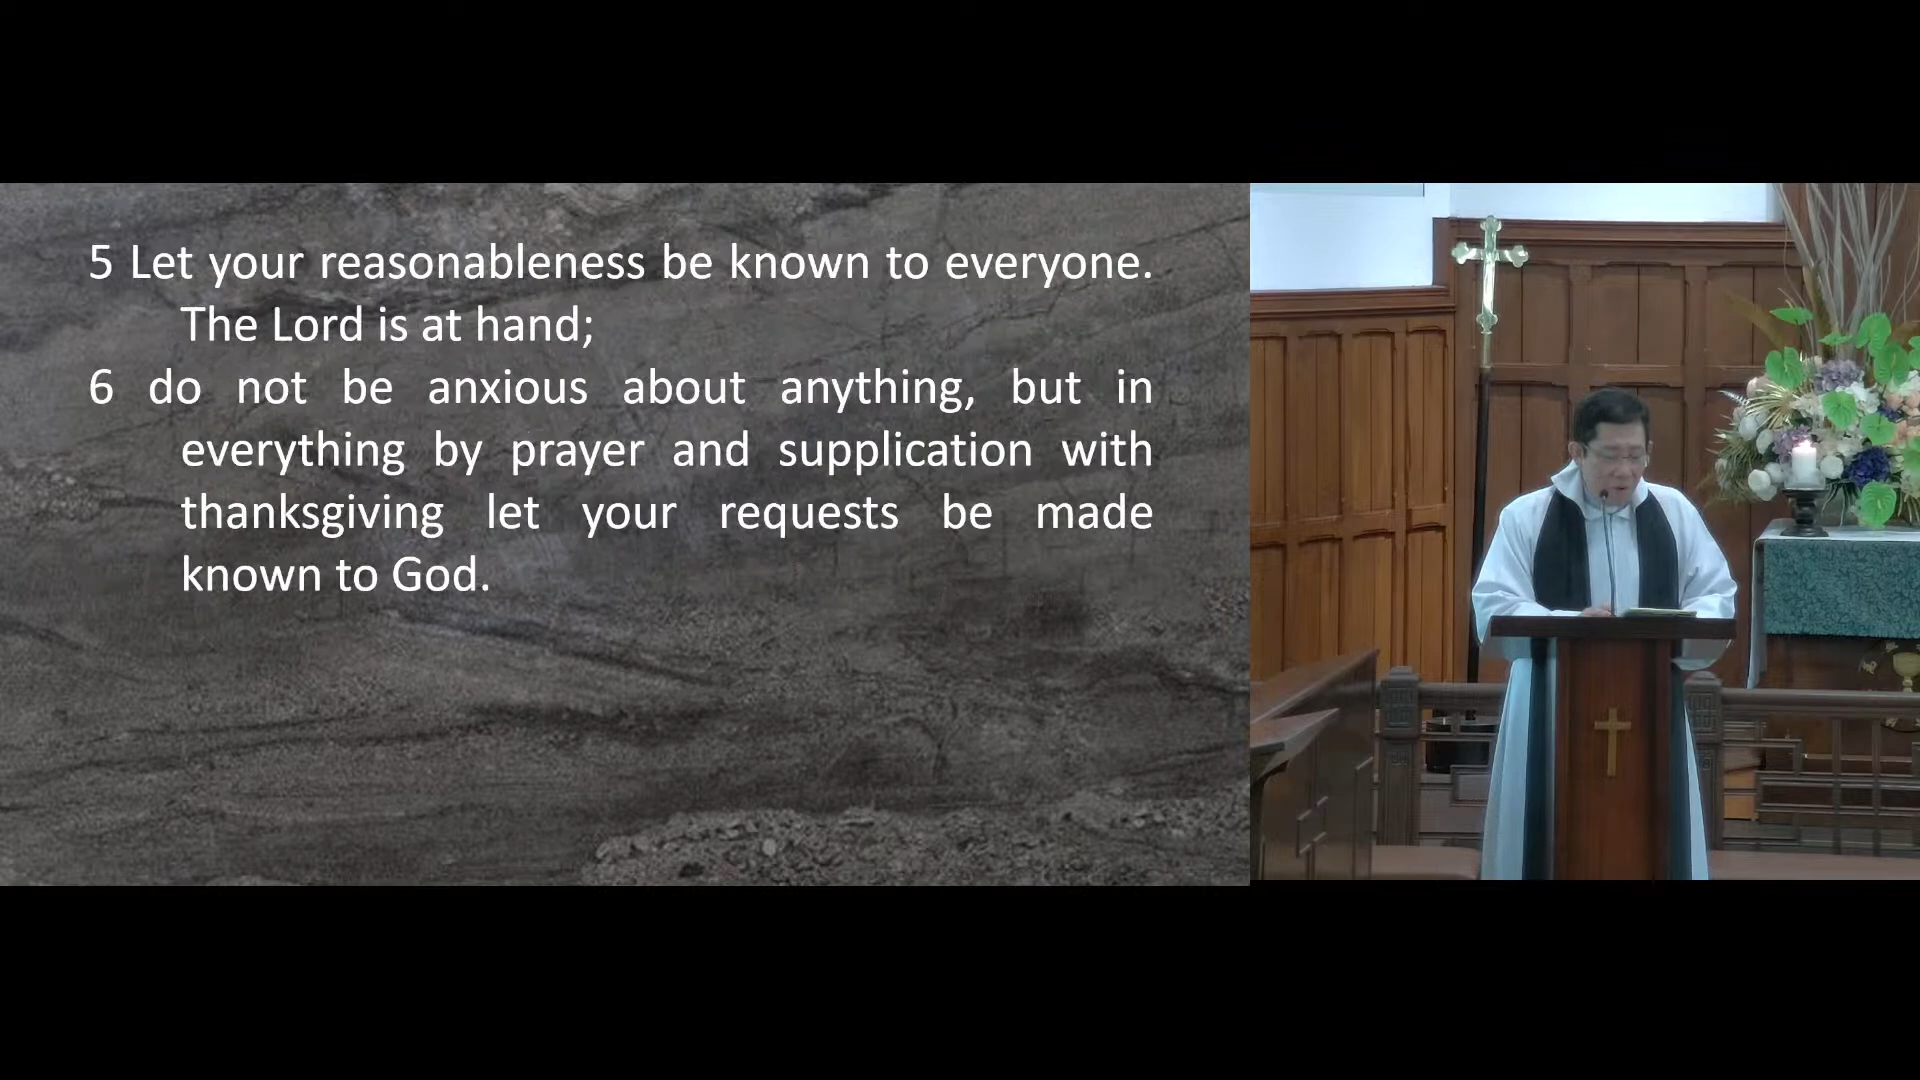 5 Let your reasonableness be known to everyone.
The Lord is at hand;
6 do not be anxious about anything, but in
everything by prayer and supplication with
thanksgiving let your requests be made
known to God.